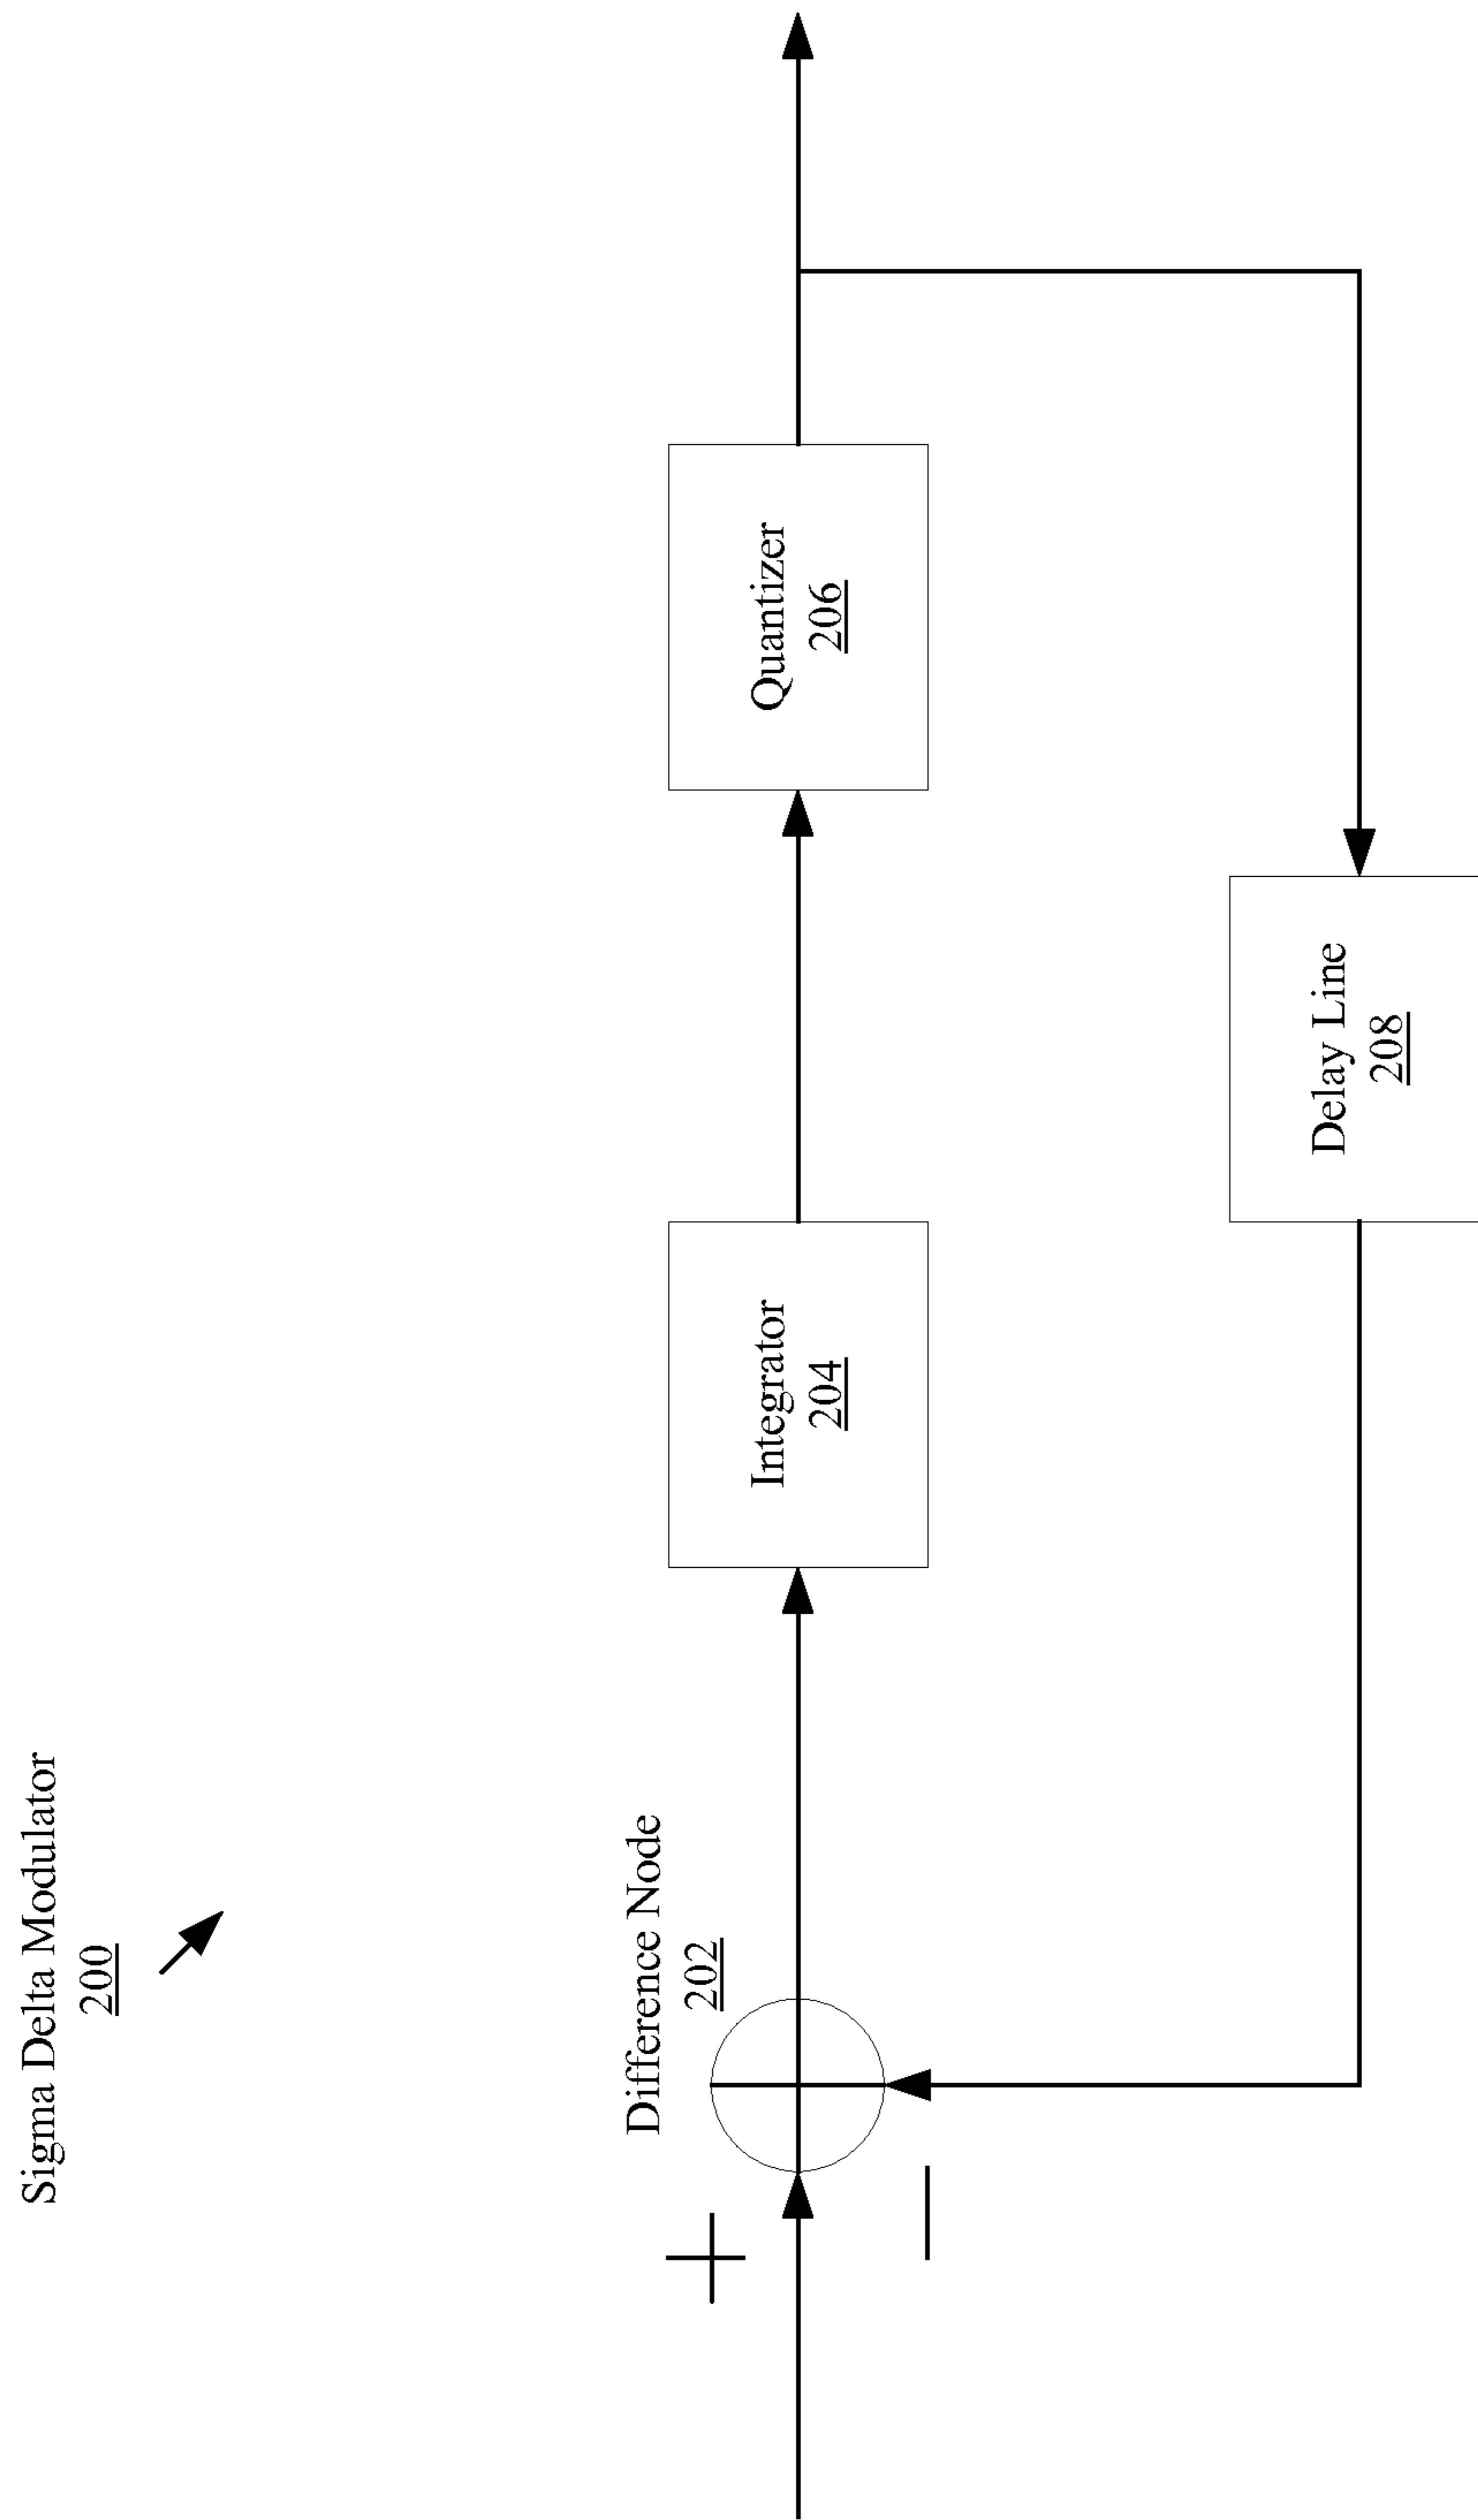 Sigma Delta Modulator
200
Difference Node
202
+
—
Integrator
204
Quantizer
206
Delay Line
208